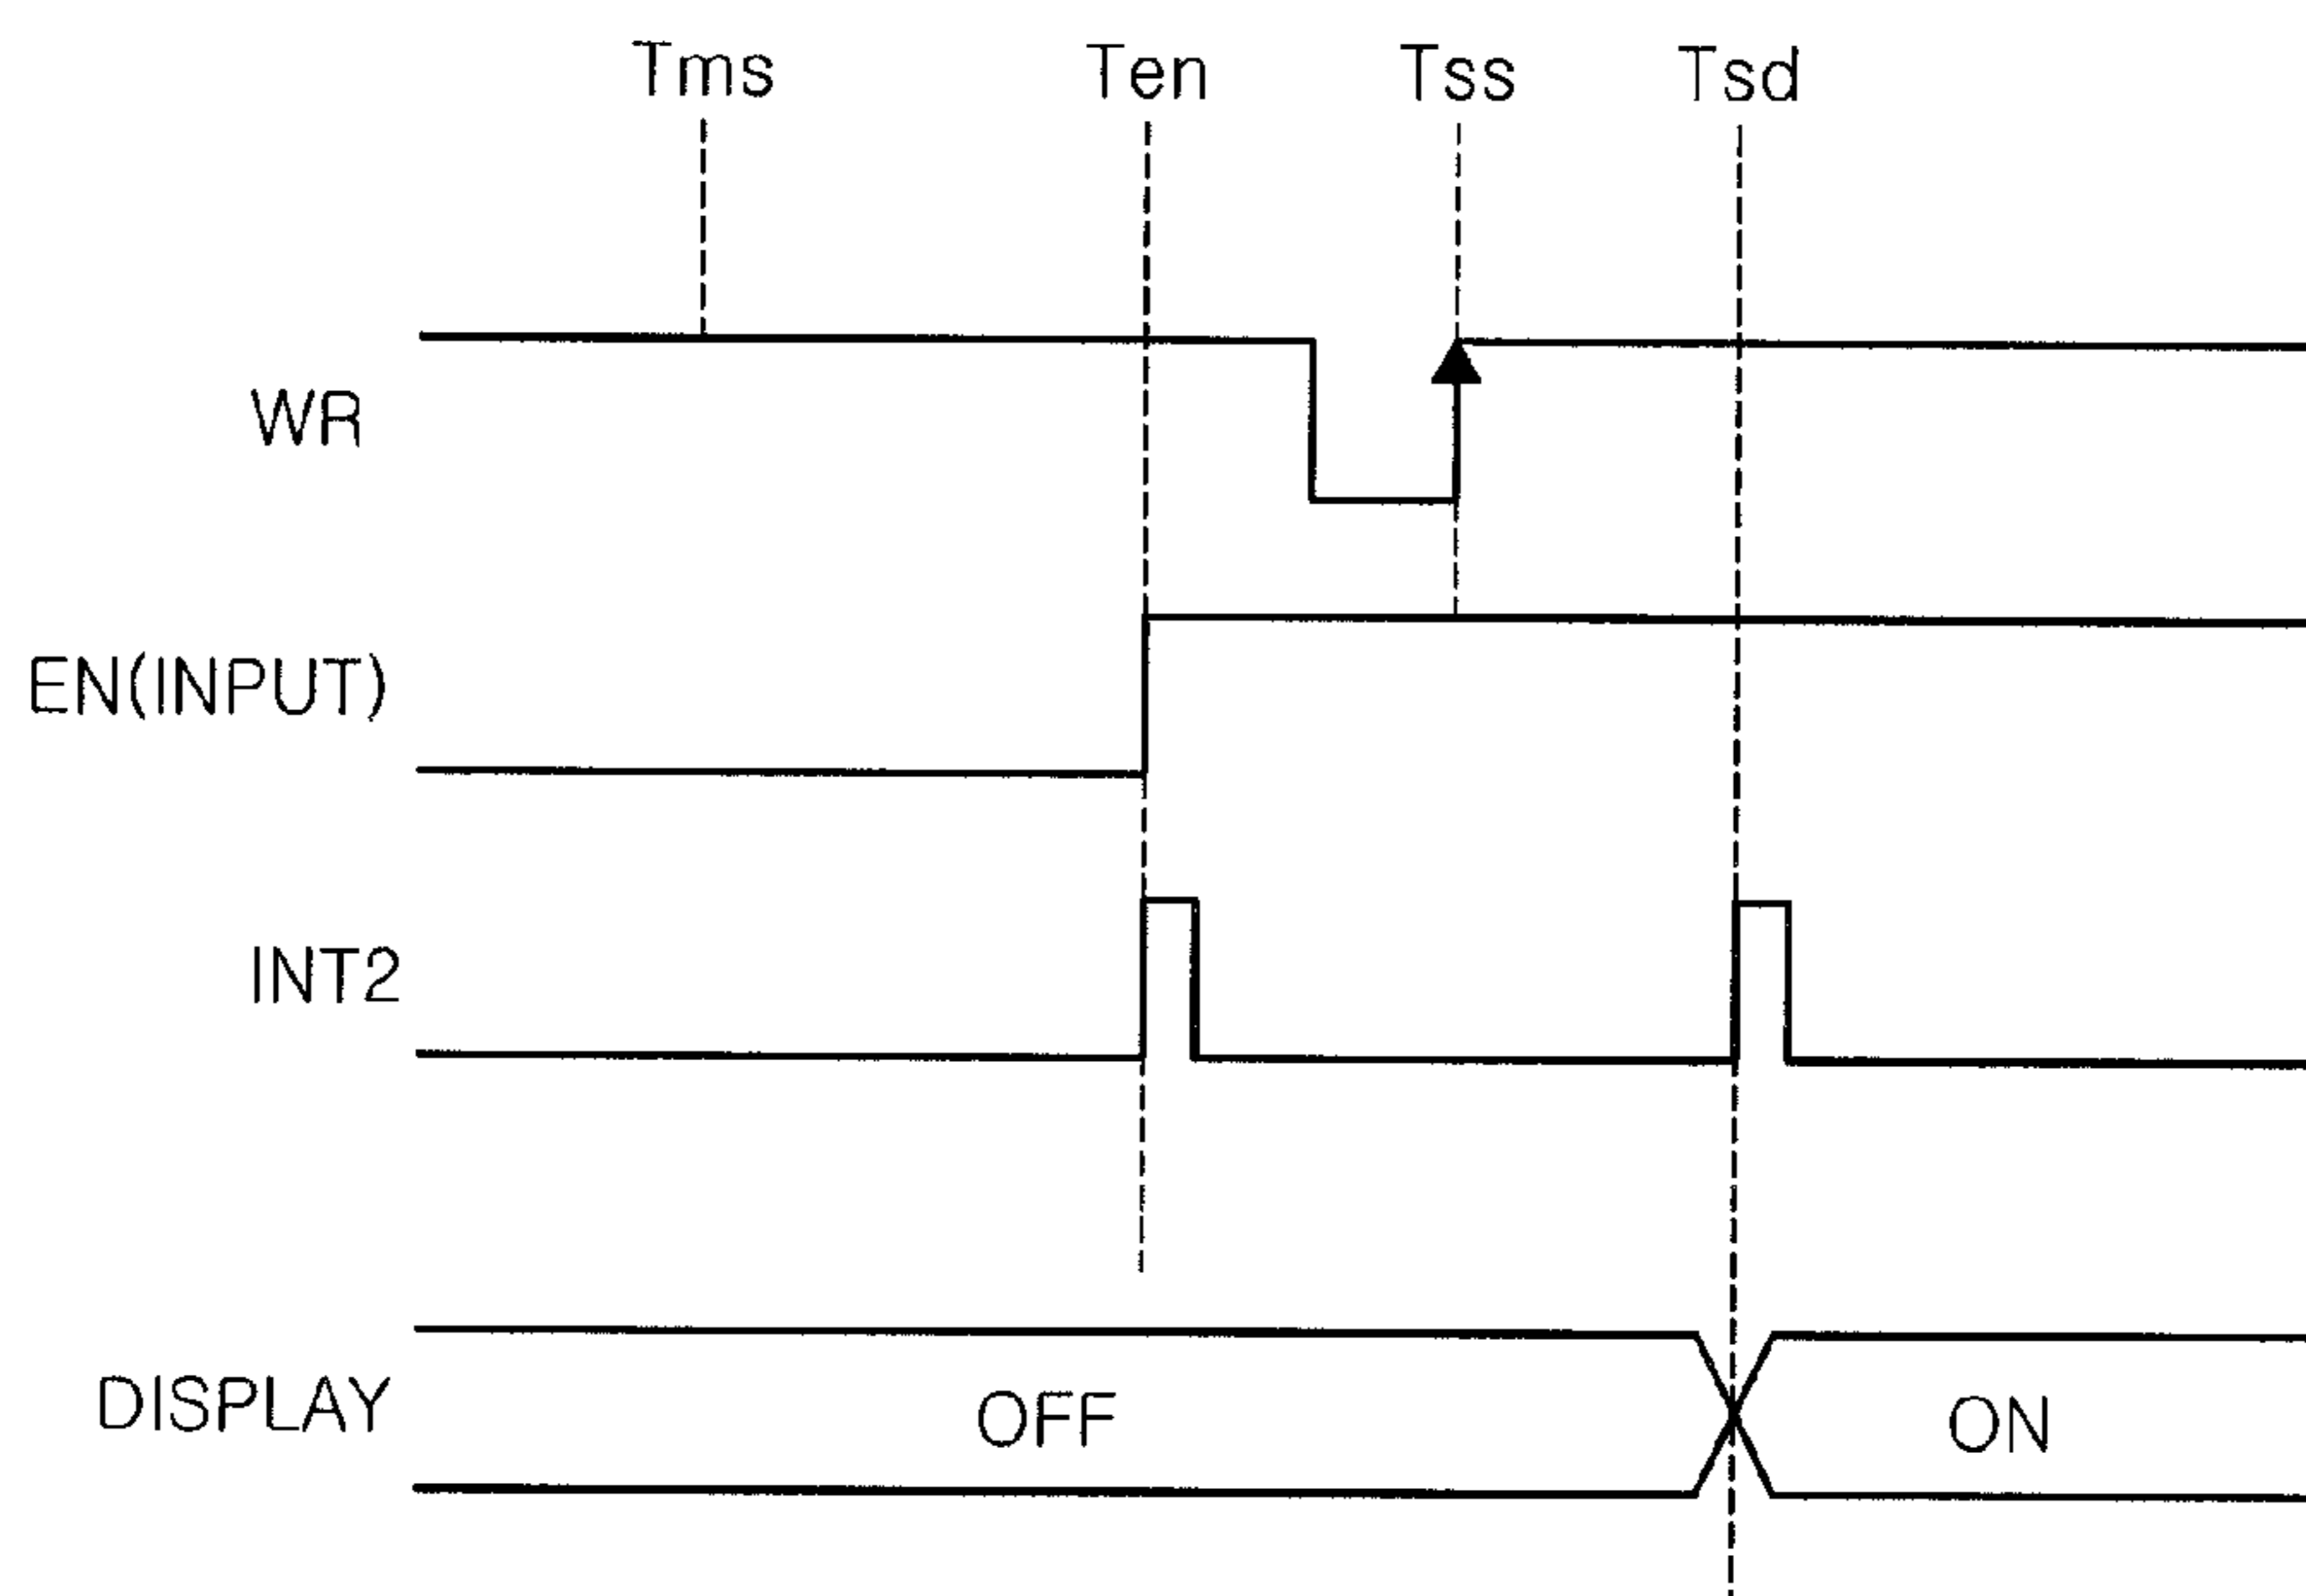 Tms Ten Tss Tsd
WR
EN(INPUT)
INT2
DISPLAY OFF ON